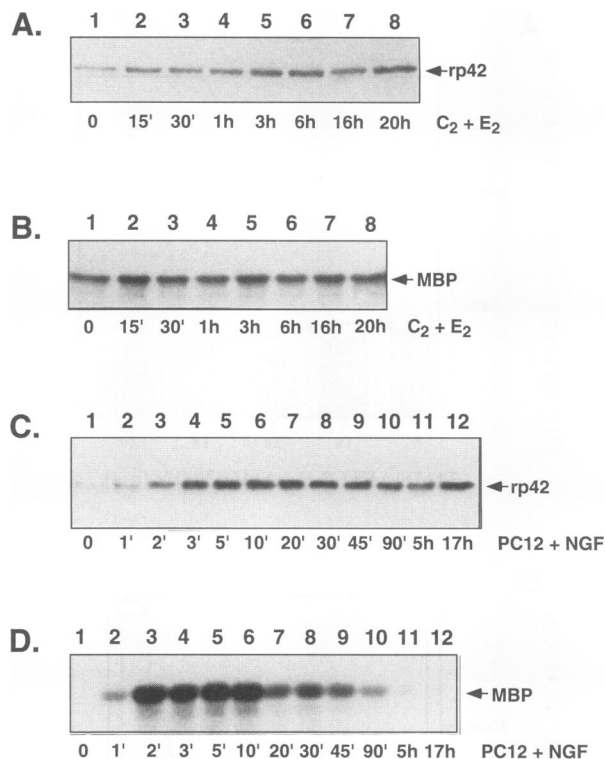 A.
1 2 3 4 5 6 7 8
rp42
0 15' 30' 1h 3h 6h 16h 20h C₂ + E₂
B.
1 2 3 4 5 6 7 8
MBP
0 15' 30' 1h 3h 6h 16h 20h C₂ + E₂
C.
1 2 3 4 5 6 7 8 9 10 11 12
rp42
0 1' 2' 3' 5' 10' 20' 30' 45' 90' 5h 17h PC12 + NGF
D.
1 2 3 4 5 6 7 8 9 10 11 12
MBP
0 1' 2' 3' 5' 10' 20' 30' 45' 90' 5h 17h PC12 + NGF